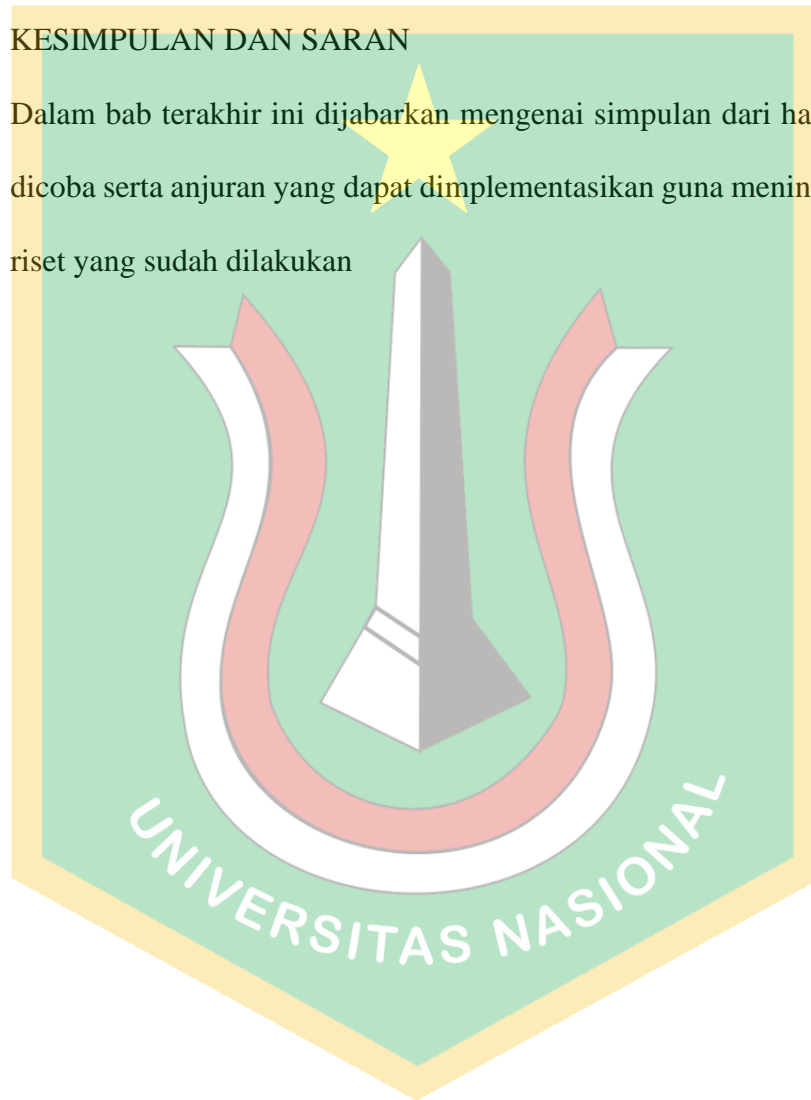 KESIMPULAN DAN SARAN
Dalam bab terakhir ini dijabarkan mengenai simpulan dari ha
dicoba serta anjuran yang dapat dimplementasikan guna menin
riset yang sudah dilakukan
UNIVERSITAS NASIONAL